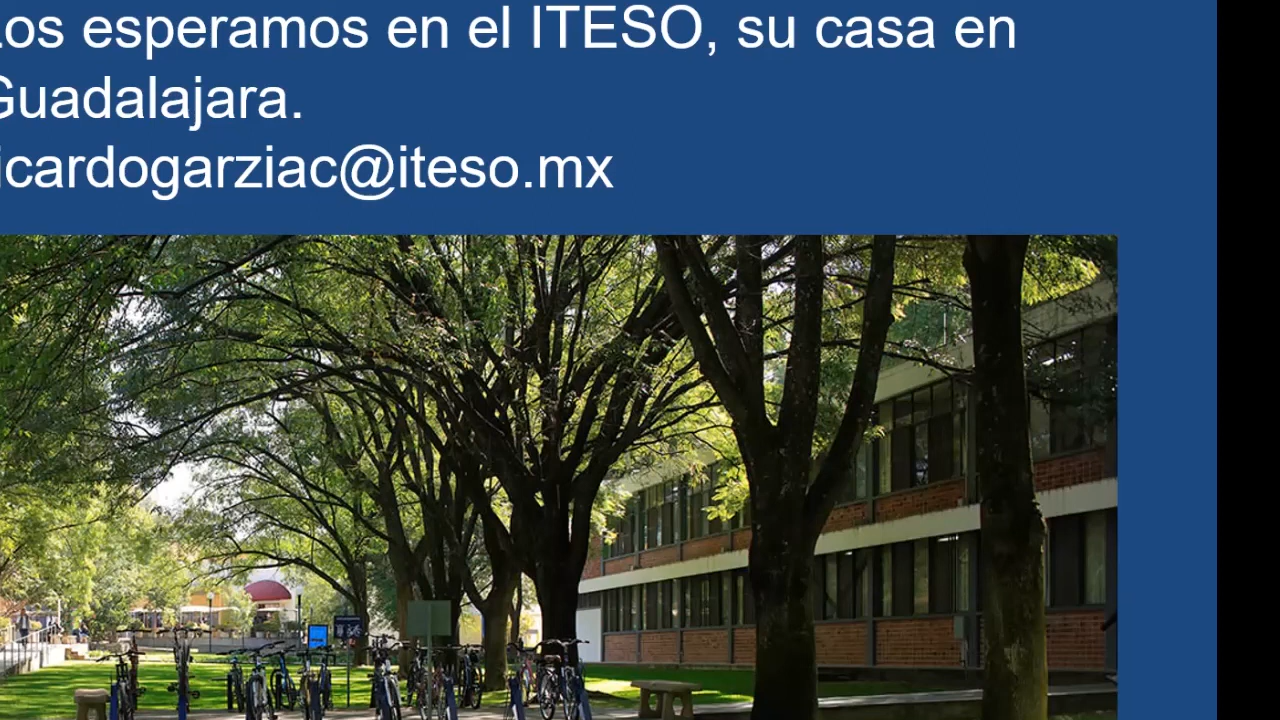 Los esperamos en el ITESO, su casa en
Guadalajara.
icardogarziac@iteso.mx